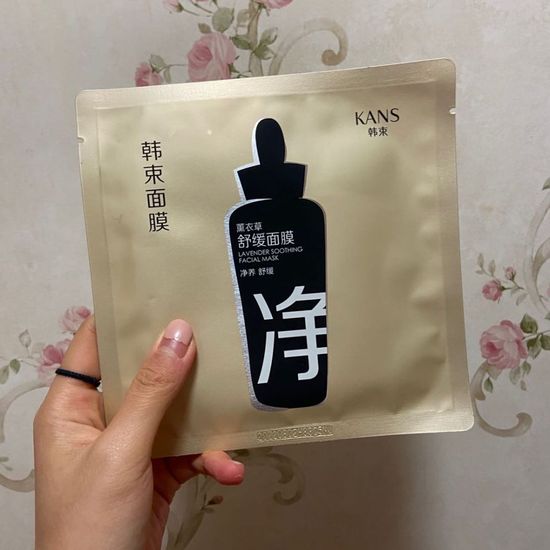 韩束面膜
KANS
韩束
薰衣草
舒缓面膜
LAVENDER SOOTHING
FACIAL MASK
净养 舒缓
净